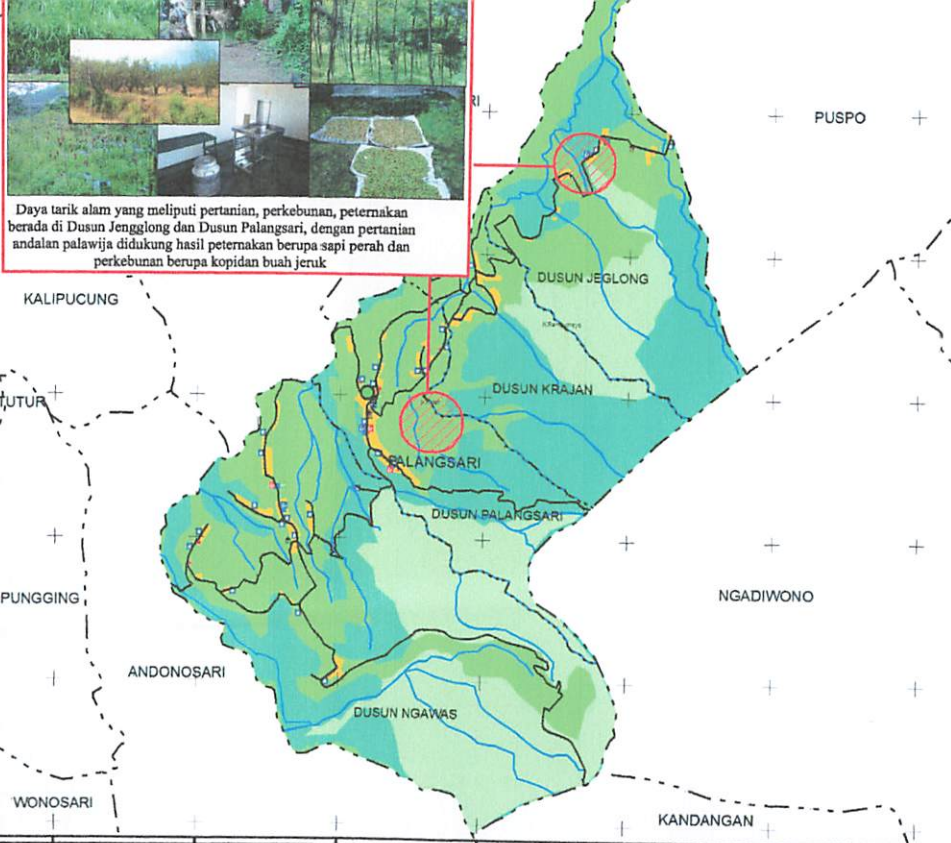 PUSPO
Daya tarik alam yang meliputi pertanian, perkebunan, peternakan
berada di Dusun Jengglong dan Dusun Palangsari, dengan pertanian
andalan palawija didukung hasil peternakan berupa sapi perah dan
perkebunan berupa kopidan buah jeruk
DUSUN JEGLONG
KALIPUCUNG
DUSUN KRAJAN
TUTUR
PALANGSARI
DUSUN PALANGSARI
PUNGGING
NGADIWONO
ANDONOSARI
DUSUN NGAWAS
WONOSARI
KANDANGAN